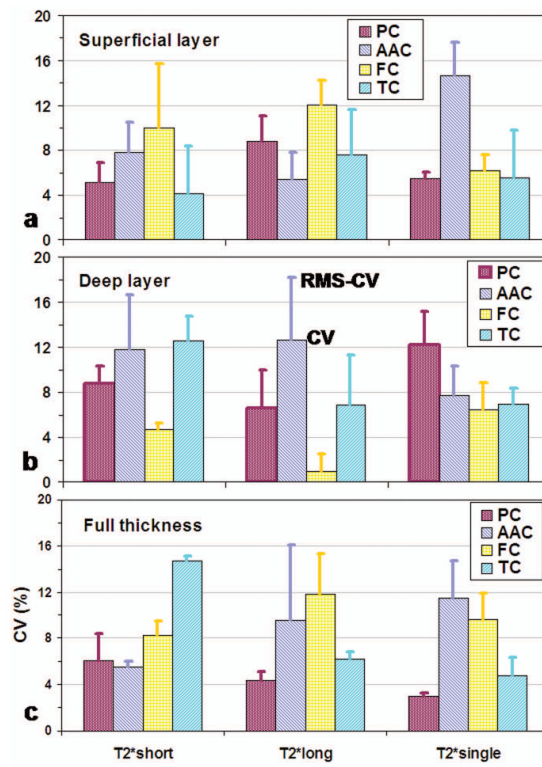 20
Superficial layer
PC
AAC
FC
TC
16
12
8
4
0
a
20
Deep layer
RMS-CV
PC
AAC
FC
TC
16
CV
12
8
4
0
b
20
Full thickness
PC
AAC
FC
TC
16
12
8
4
0
CV (%)
c
T2*short T2*long T2*single